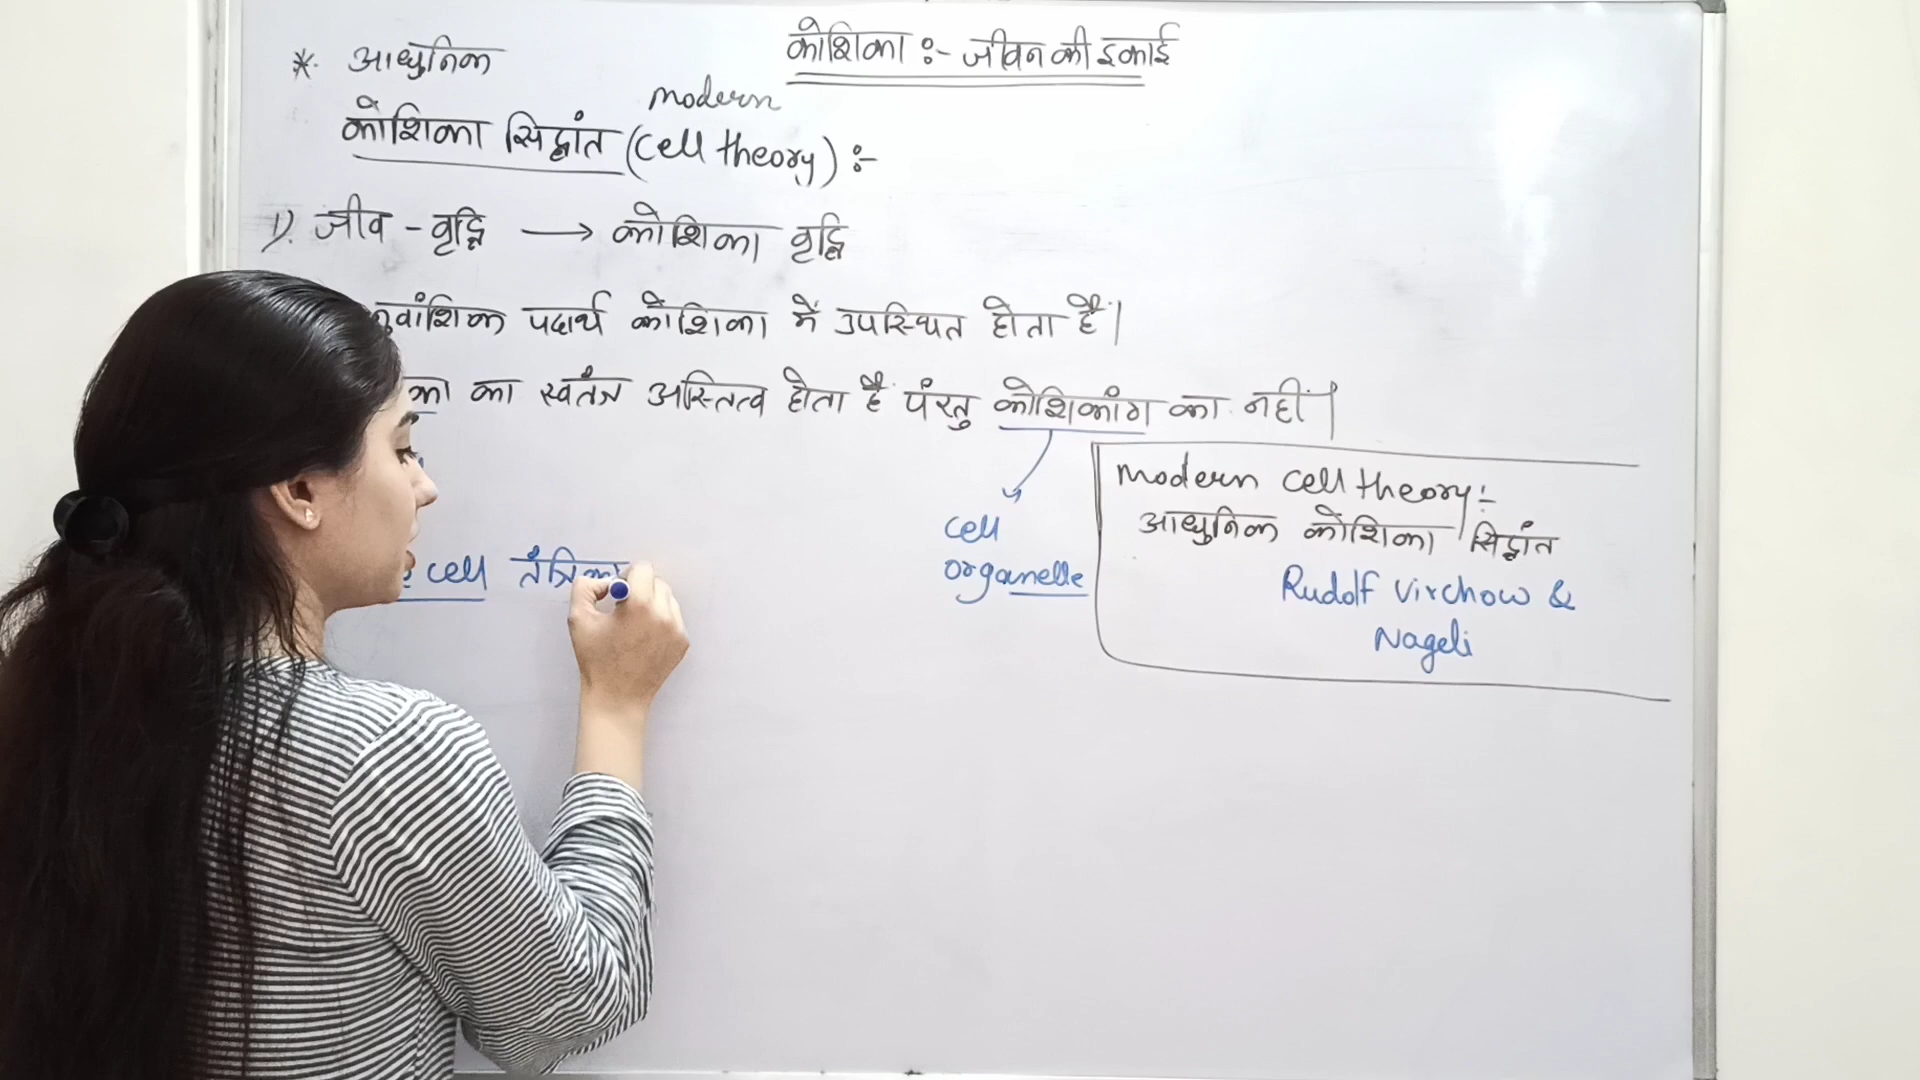 कोशिका :- जीवन की इकाई
* आधुनिक
modern
कोशिका सिद्धांत (cell theory) :-
1). जीव - वृद्धि → कोशिका वृद्धि
पदार्थ कोशिका में उपस्थित होता है।
का स्वतंत्र अस्तित्व होता है पंरतु कोशिकांग का नहीं।
modern cell theory :-
आधुनिक कोशिका सिद्धांत
Rudolf Virchow &
Nageli
cell
organelle
cell तंत्रिका